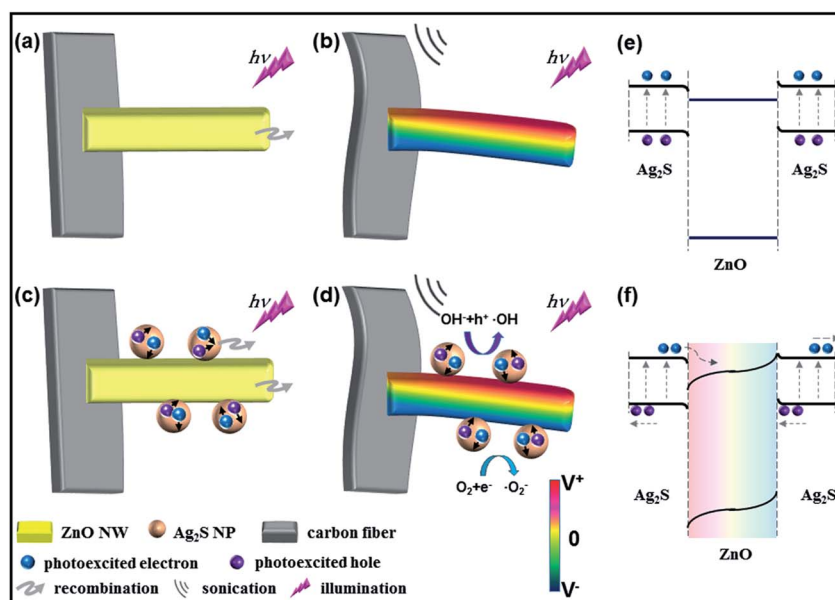 (a)
hν
(b)
hν
(e)
Ag₂S
Ag₂S
ZnO
(c)
hν
(d)
hν
OH⁻+h⁺ ·OH
O₂+e⁻ ·O₂⁻
V⁺
0
V⁻
(f)
Ag₂S
Ag₂S
ZnO
ZnO NW
Ag₂S NP
carbon fiber
photoexcited electron
photoexcited hole
recombination
sonication
illumination